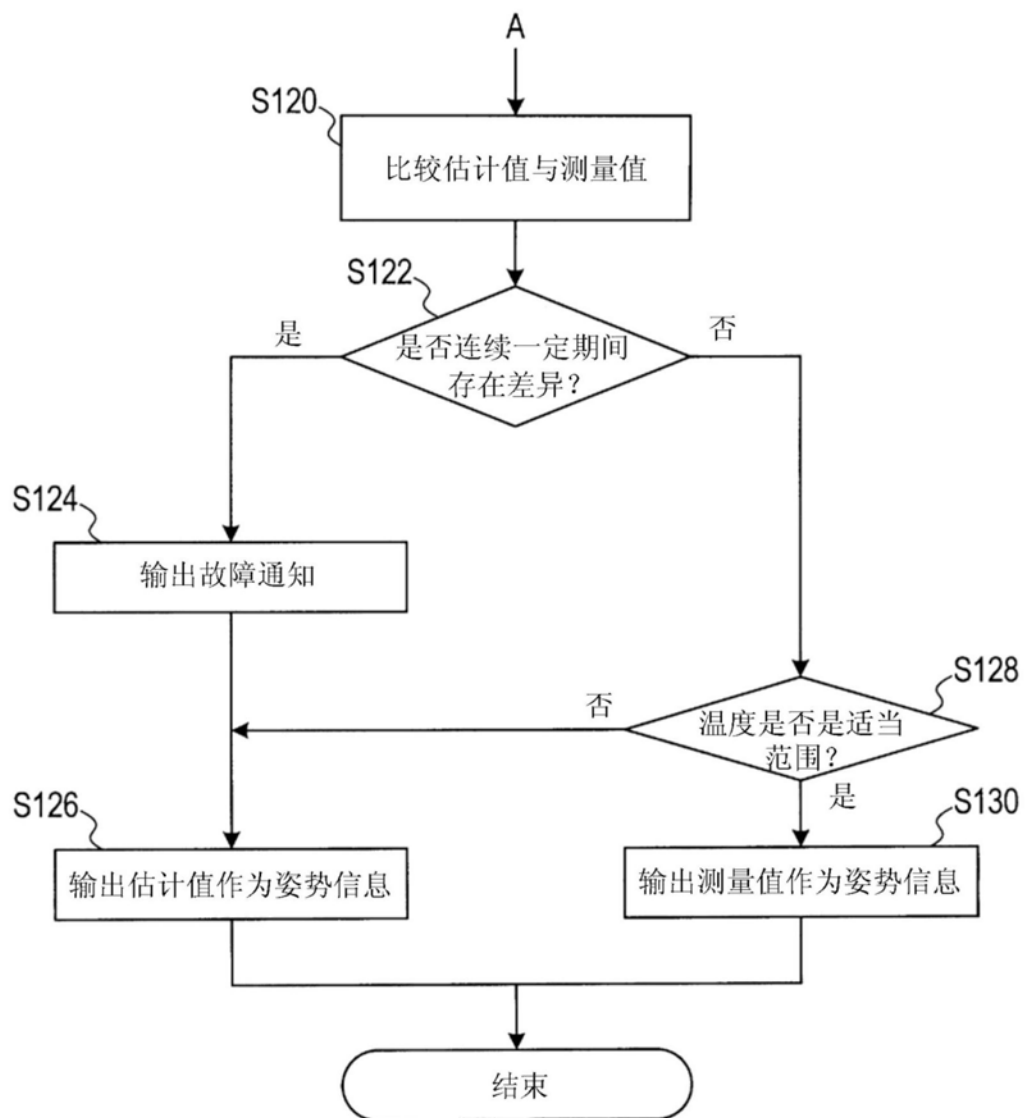 A
S120
比较估计值与测量值
S122
是
否
是否连续一定期间
存在差异？
S124
输出故障通知
S128
否
温度是否是适当
范围？
是
S126
S130
输出估计值作为姿势信息
输出测量值作为姿势信息
结束